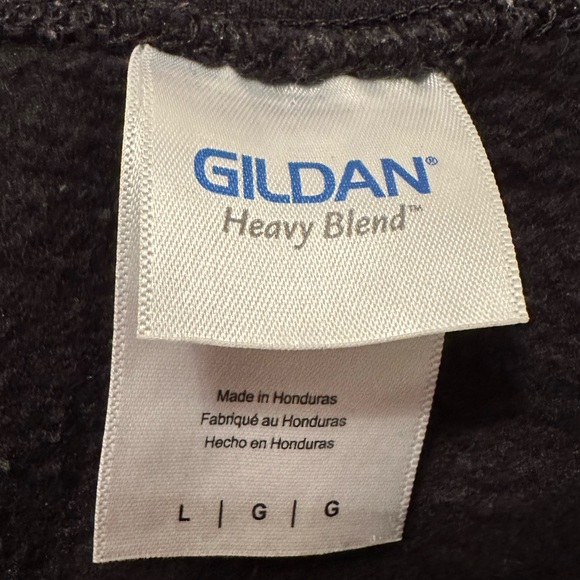 GILDAN®
Heavy Blend™
Made in Honduras
Fabriqué au Honduras
Hecho en Honduras
L | G | G